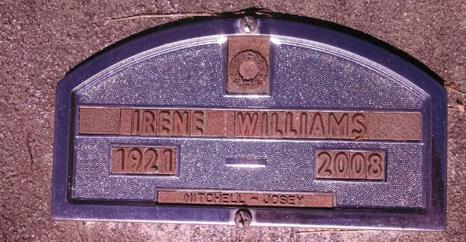 IRENE WILLIAMS
1921 - 2008
MITCHELL - JOSEY